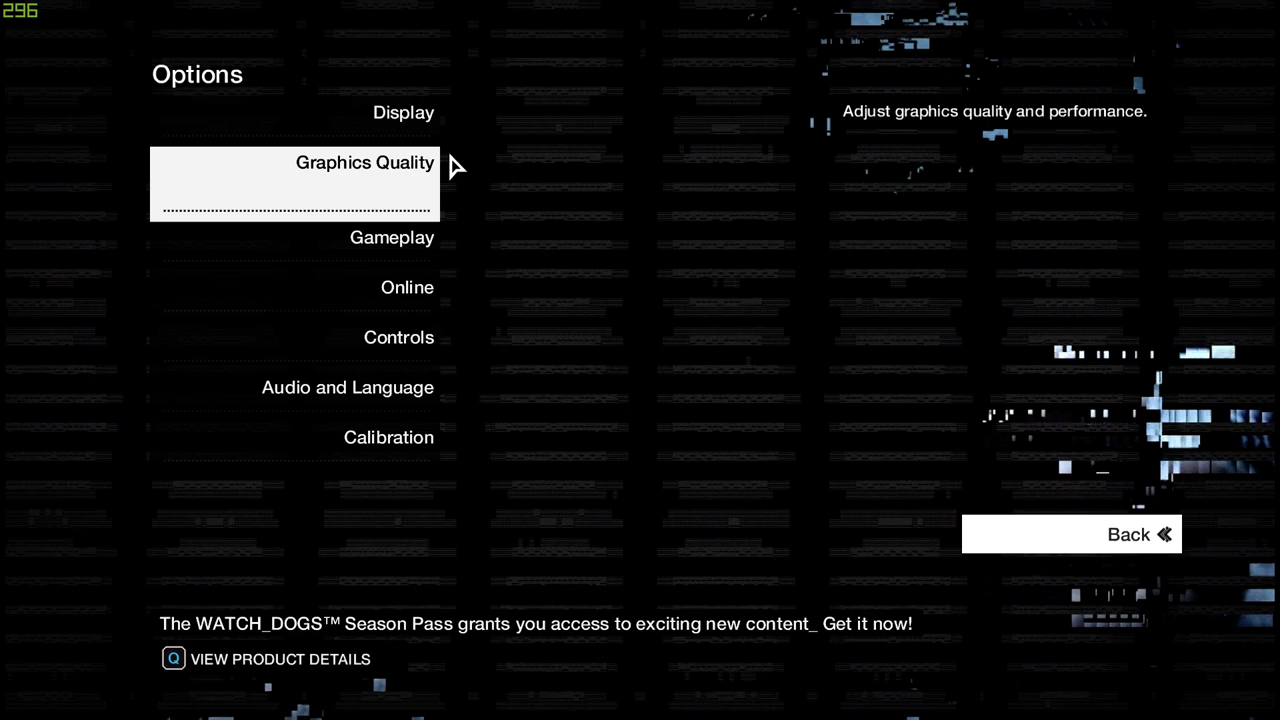 296
Options
Display
Adjust graphics quality and performance.
Graphics Quality
Gameplay
Online
Controls
Audio and Language
Calibration
Back
The WATCH_DOGS™ Season Pass grants you access to exciting new content_ Get it now!
Q VIEW PRODUCT DETAILS